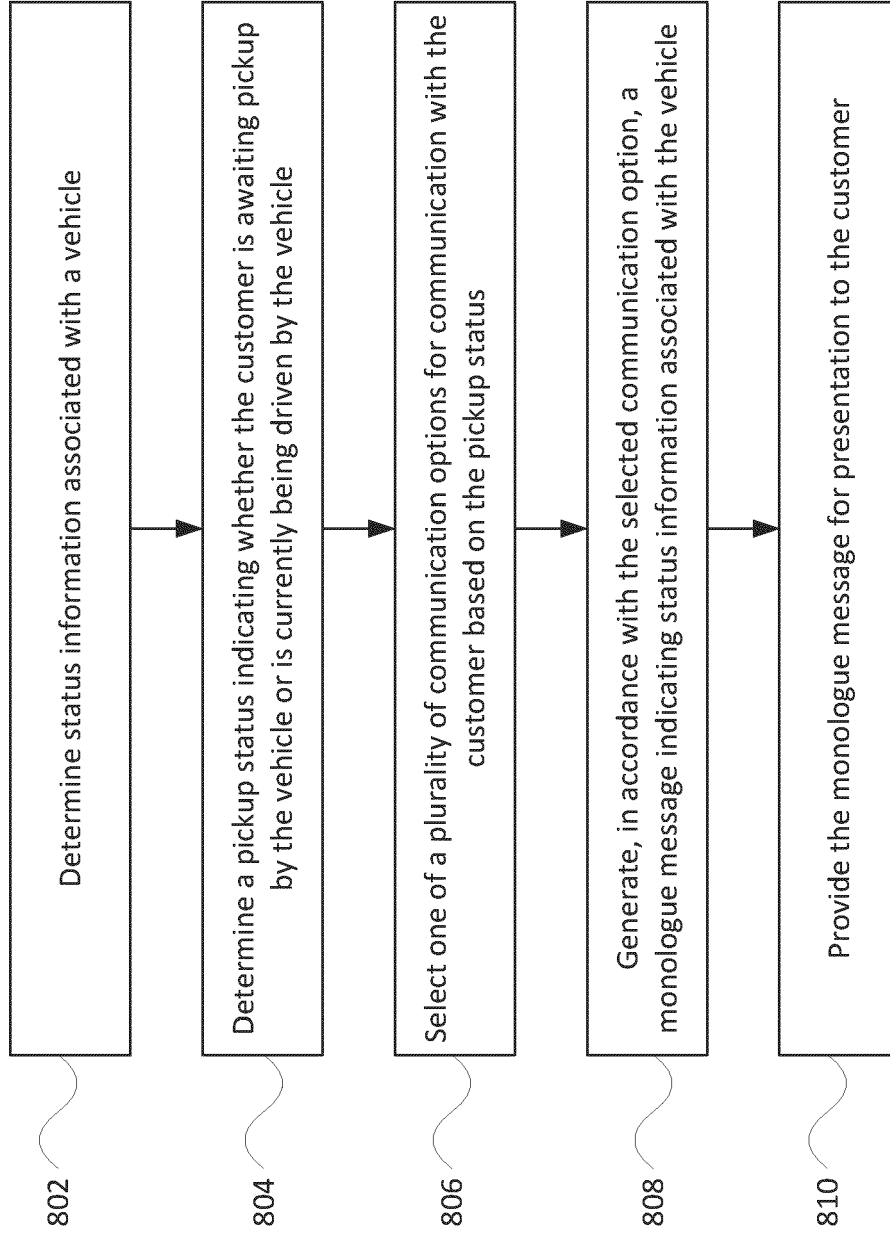 802
Determine status information associated with a vehicle
804
Determine a pickup status indicating whether the customer is awaiting pickup
by the vehicle or is currently being driven by the vehicle
806
Select one of a plurality of communication options for communication with the
customer based on the pickup status
808
Generate, in accordance with the selected communication option, a
monologue message indicating status information associated with the vehicle
810
Provide the monologue message for presentation to the customer